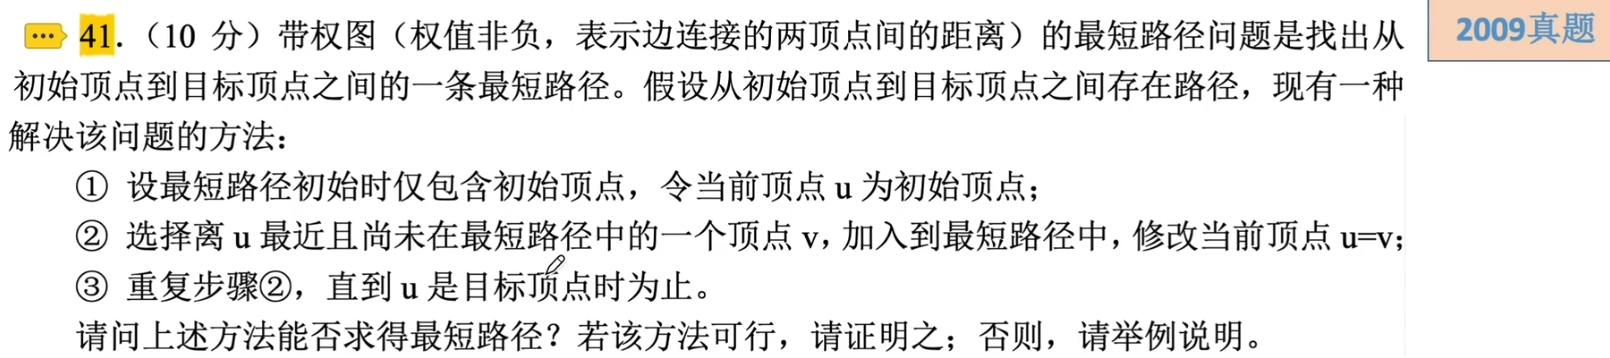 41.（10 分）带权图（权值非负，表示边连接的两顶点间的距离）的最短路径问题是找出从
2009真题
初始顶点到目标顶点之间的一条最短路径。假设从初始顶点到目标顶点之间存在路径，现有一种
解决该问题的方法：
① 设最短路径初始时仅包含初始顶点，令当前顶点 u 为初始顶点；
② 选择离 u 最近且尚未在最短路径中的一个顶点 v，加入到最短路径中，修改当前顶点 u=v；
③ 重复步骤②，直到 u 是目标顶点时为止。
请问上述方法能否求得最短路径？若该方法可行，请证明之；否则，请举例说明。